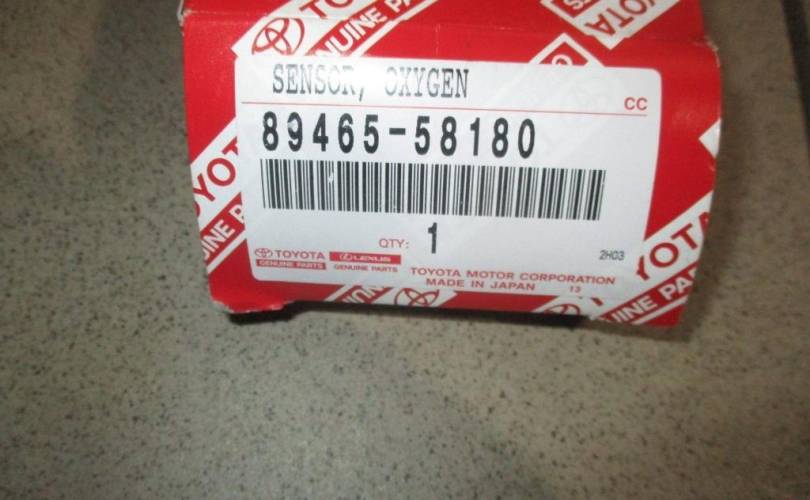 SENSOR, OXYGEN
CC
89465-58180
QTY: 1
2H03
TOYOTA
GENUINE PARTS
LEXUS
GENUINE PARTS
TOYOTA MOTOR CORPORATION
MADE IN JAPAN 13